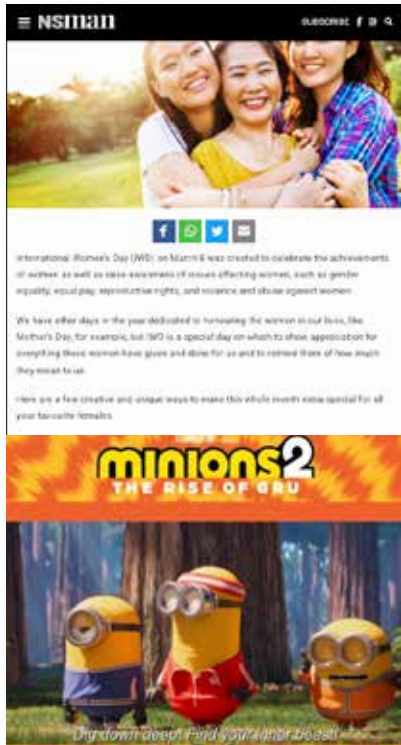 NSman
SUBSCRIBE
International Women's Day (IWD) on March 8 was created to celebrate the achievements
of women as well as raise awareness of issues affecting women, such as gender
equality, equal pay, reproductive rights, and violence and abuse against women.
We have other days in the year dedicated to honouring the women in our lives, like
Mother's Day, for example, but IWD is a special day on which to show appreciation for
everything these women have given and done for us and to remind them of how much
they mean to us.
Here are a few creative and unique ways to make this whole month extra special for all
your favourite females.
minions2
THE RISE OF GRU
Dig down deep! Find your inner beast!